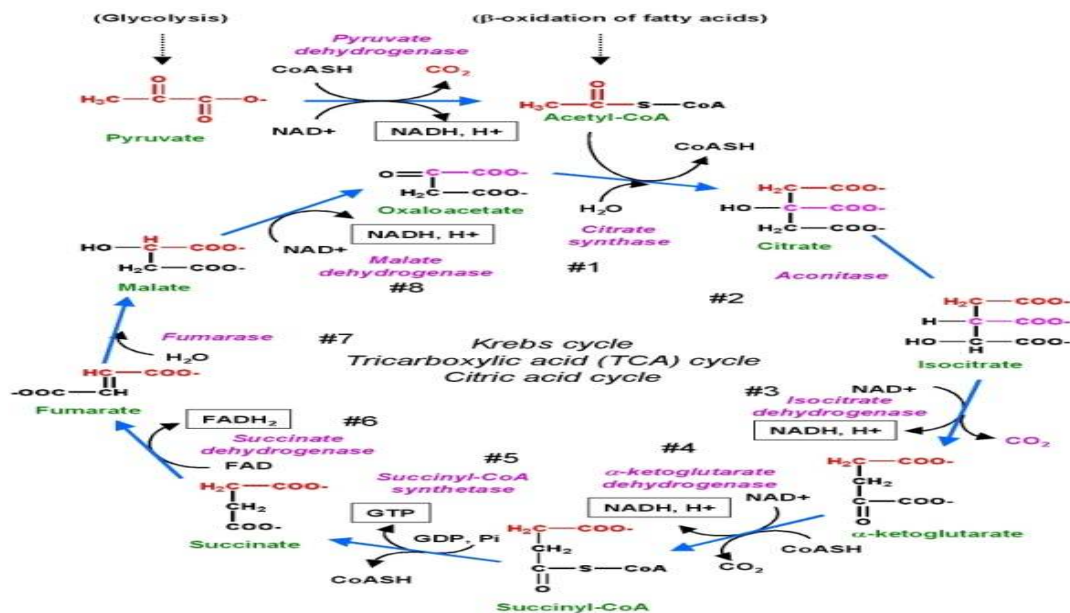 (Glycolysis)
(β-oxidation of fatty acids)
Pyruvate
dehydrogenase
CoASH
CO₂
H₃C—C—C—O-
O
O
Pyruvate
NAD+
NADH, H+
O
H₃C—C—S—CoA
Acetyl-CoA
CoASH
H₂O
Citrate
synthase
#1
O=C—COO-
H₂C—COO-
Oxaloacetate
H₂C—COO-
HO—C—COO-
H₂C—COO-
Citrate
Aconitase
#2
H₂C—COO-
H—C—COO-
HO—C—COO-
H
Isocitrate
NAD+
#3
Isocitrate
dehydrogenase
NADH, H+
CO₂
H₂C—COO-
CH₂
C—COO-
O
α-ketoglutarate
#4
α-ketoglutarate
dehydrogenase
NAD+
NADH, H+
CoASH
CO₂
H₂C—COO-
CH₂
C—S—CoA
O
Succinyl-CoA
#5
Succinyl-CoA
synthetase
GTP
GDP, Pi
CoASH
H₂C—COO-
CH₂
COO-
Succinate
#6
FADH₂
Succinate
dehydrogenase
FAD
HC—COO-
-OOC—CH
Fumarate
#7
Fumarase
H₂O
H
HO—C—COO-
H₂C—COO-
Malate
NAD+
NADH, H+
Malate
dehydrogenase
#8
Krebs cycle
Tricarboxylic acid (TCA) cycle
Citric acid cycle